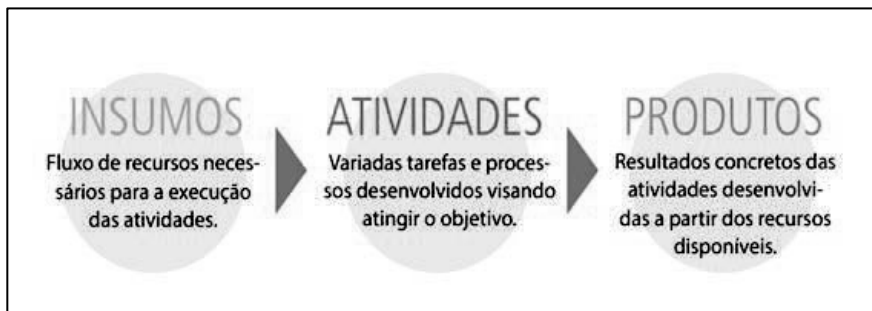 INSUMOS
Fluxo de recursos neces-
sários para a execução
das atividades.
ATIVIDADES
Variadas tarefas e proces-
sos desenvolvidos visando
atingir o objetivo.
PRODUTOS
Resultados concretos das
atividades desenvolvi-
das a partir dos recursos
disponíveis.